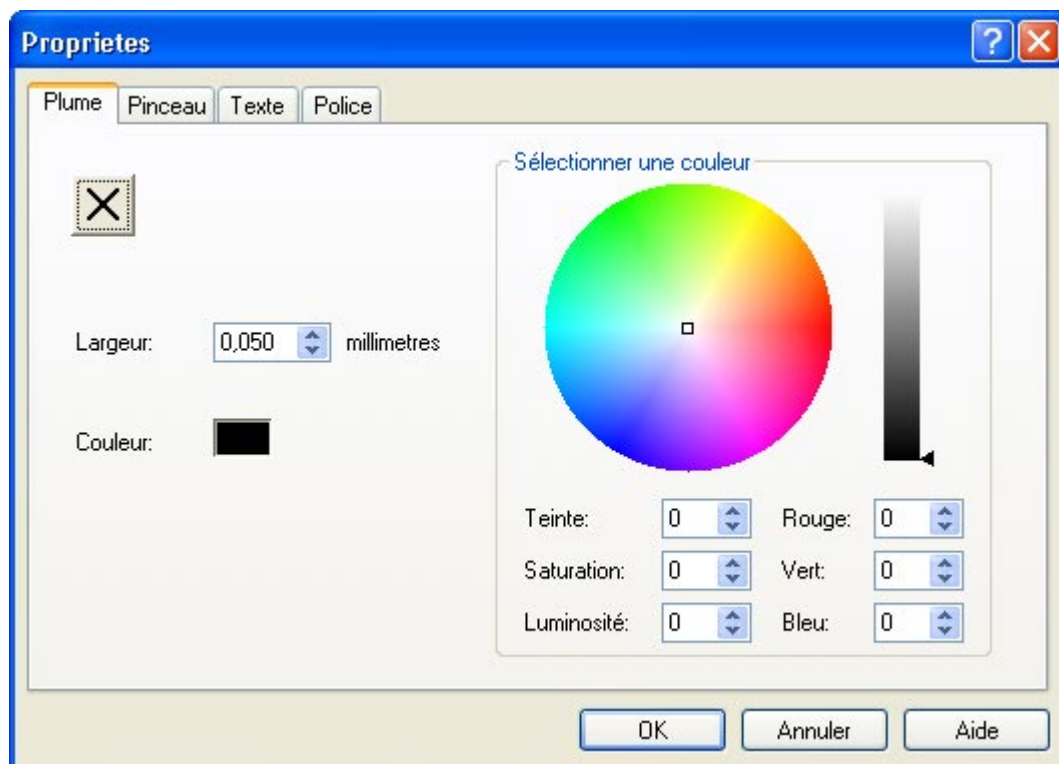 Proprietes
Plume Pinceau Texte Police
Sélectionner une couleur
Largeur: 0,050 millimetres
Couleur:
Teinte: 0 Rouge: 0
Saturation: 0 Vert: 0
Luminosité: 0 Bleu: 0
OK Annuler Aide